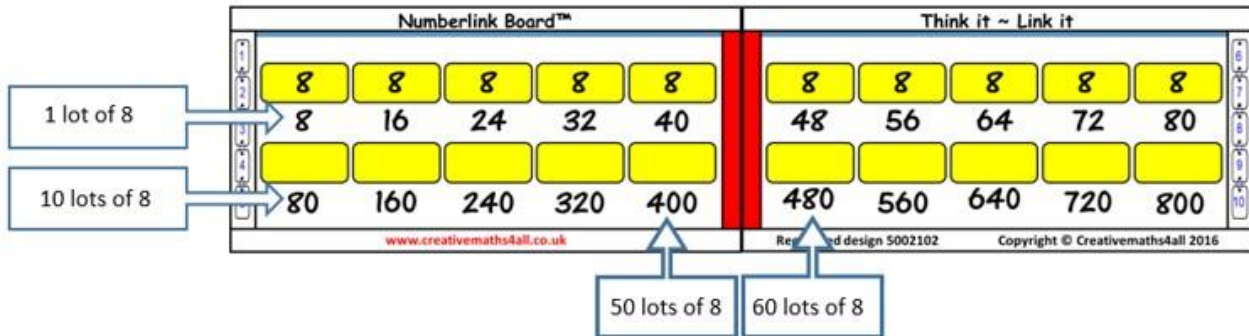 Numberlink Board™ Think it ~ Link it
1 6
8 8 8 8 8 8 8 8 8 8
2 7
1 lot of 8
8 16 24 32 40 48 56 64 72 80
3 8
4 9
10 lots of 8
80 160 240 320 400 480 560 640 720 800
10
www.creativemaths4all.co.uk design 5002102 Copyright © Creativemaths4all 2016
50 lots of 8 60 lots of 8